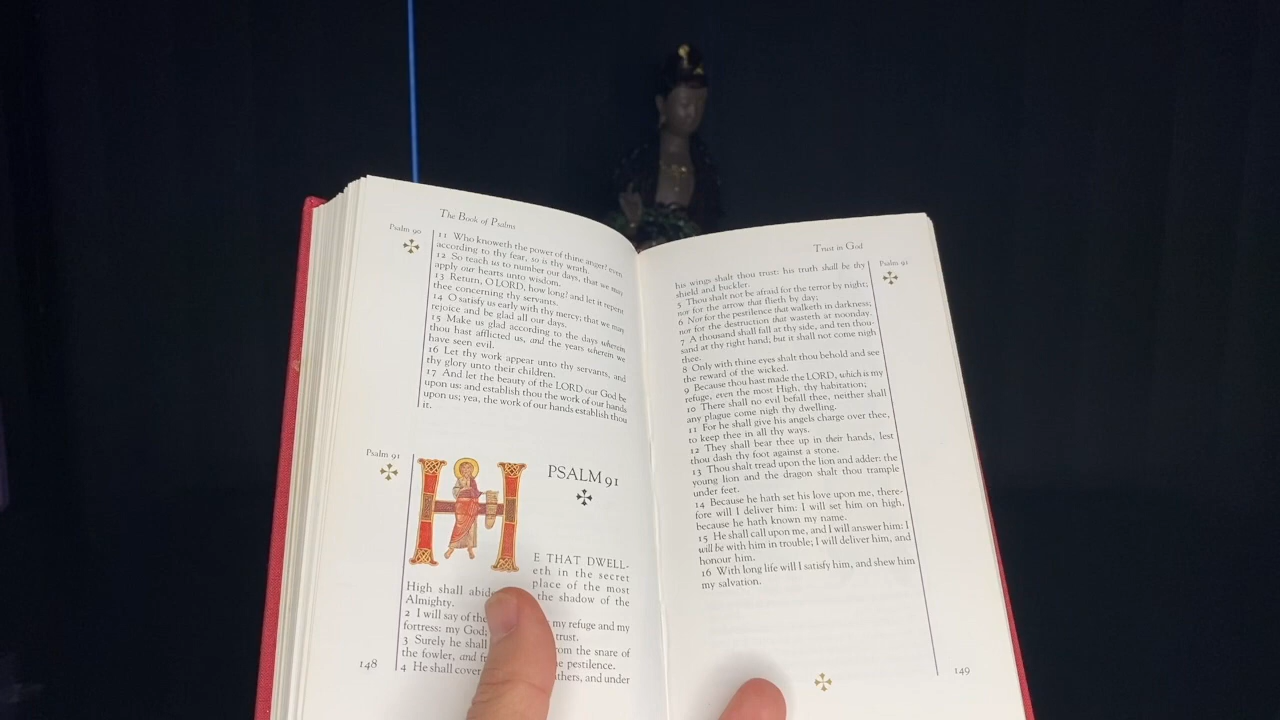 The Book of Psalms
Psalm 90
11 Who knoweth the power of thine anger? even
according to thy fear, so is thy wrath.
12 So teach us to number our days, that we may
apply our hearts unto wisdom.
13 Return, O LORD, how long? and let it repent
thee concerning thy servants.
14 O satisfy us early with thy mercy; that we may
rejoice and be glad all our days.
15 Make us glad according to the days wherein
thou hast afflicted us, and the years wherein we
have seen evil.
16 Let thy work appear unto thy servants, and
thy glory unto their children.
17 And let the beauty of the LORD our God be
upon us: and establish thou the work of our hands
upon us; yea, the work of our hands establish thou
it.
Psalm 91
PSALM 91
H
E THAT DWELL-
eth in the secret
place of the most
High shall abide the shadow of the
Almighty.
2 I will say of the my refuge and my
fortress: my God; trust.
3 Surely he shall from the snare of
the fowler, and pestilence.
4 He shall cover and under
148
Trust in God
Psalm 91
his wings shalt thou trust: his truth shall be thy
shield and buckler.
5 Thou shalt not be afraid for the terror by night;
nor for the arrow that flieth by day;
6 Nor for the pestilence that walketh in darkness;
nor for the destruction that wasteth at noonday.
7 A thousand shall fall at thy side, and ten thou-
sand at thy right hand; but it shall not come nigh
thee.
8 Only with thine eyes shalt thou behold and see
the reward of the wicked.
9 Because thou hast made the LORD, which is my
refuge, even the most High, thy habitation;
10 There shall no evil befall thee, neither shall
any plague come nigh thy dwelling.
11 For he shall give his angels charge over thee,
to keep thee in all thy ways.
12 They shall bear thee up in their hands, lest
thou dash thy foot against a stone.
13 Thou shalt tread upon the lion and adder: the
young lion and the dragon shalt thou trample
under feet.
14 Because he hath set his love upon me, there-
fore will I deliver him: I will set him on high,
because he hath known my name.
15 He shall call upon me, and I will answer him: I
will be with him in trouble; I will deliver him, and
honour him.
16 With long life will I satisfy him, and shew him
my salvation.
149